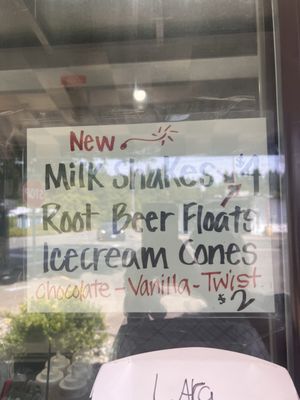 New
Milk Shakes $4
Root Beer Floats
Icecream Cones
Chocolate - Vanilla - Twist
$2